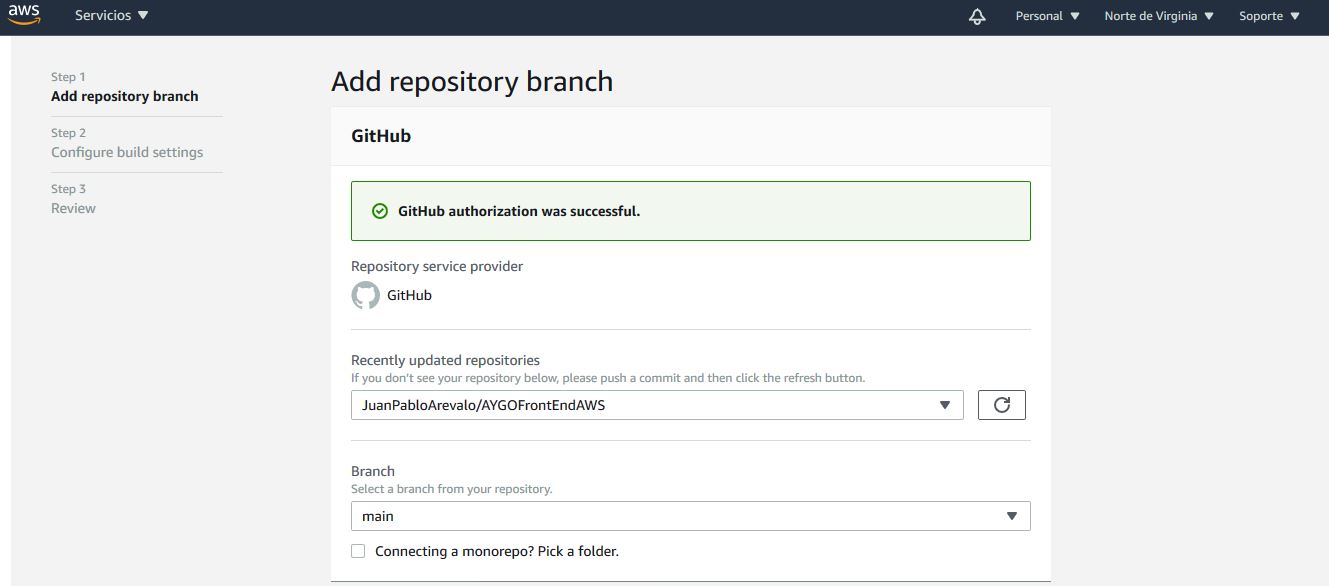 aws
Servicios
Personal
Norte de Virginia
Soporte
Step 1
Add repository branch
Step 2
Configure build settings
Step 3
Review
Add repository branch
GitHub
GitHub authorization was successful.
Repository service provider
GitHub
Recently updated repositories
If you don't see your repository below, please push a commit and then click the refresh button.
JuanPabloArevalo/AYGOFrontEndAWS
Branch
Select a branch from your repository.
main
Connecting a monorepo? Pick a folder.